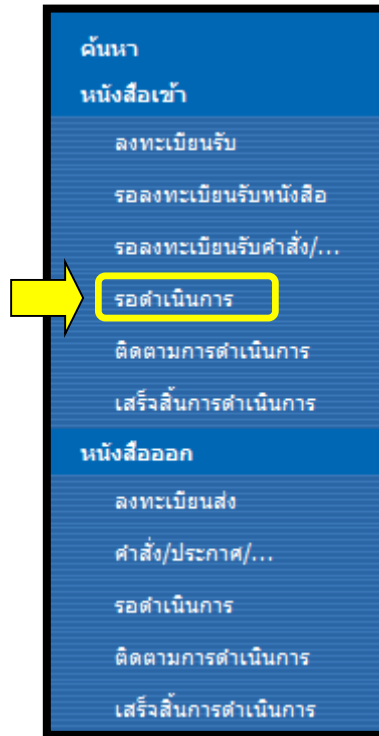 ค้นหา
หนังสือเข้า
ลงทะเบียนรับ
รอลงทะเบียนรับหนังสือ
รอลงทะเบียนรับคำสั่ง/...
รอดำเนินการ
ติดตามการดำเนินการ
เสร็จสิ้นการดำเนินการ
หนังสือออก
ลงทะเบียนส่ง
คำสั่ง/ประกาศ/...
รอดำเนินการ
ติดตามการดำเนินการ
เสร็จสิ้นการดำเนินการ